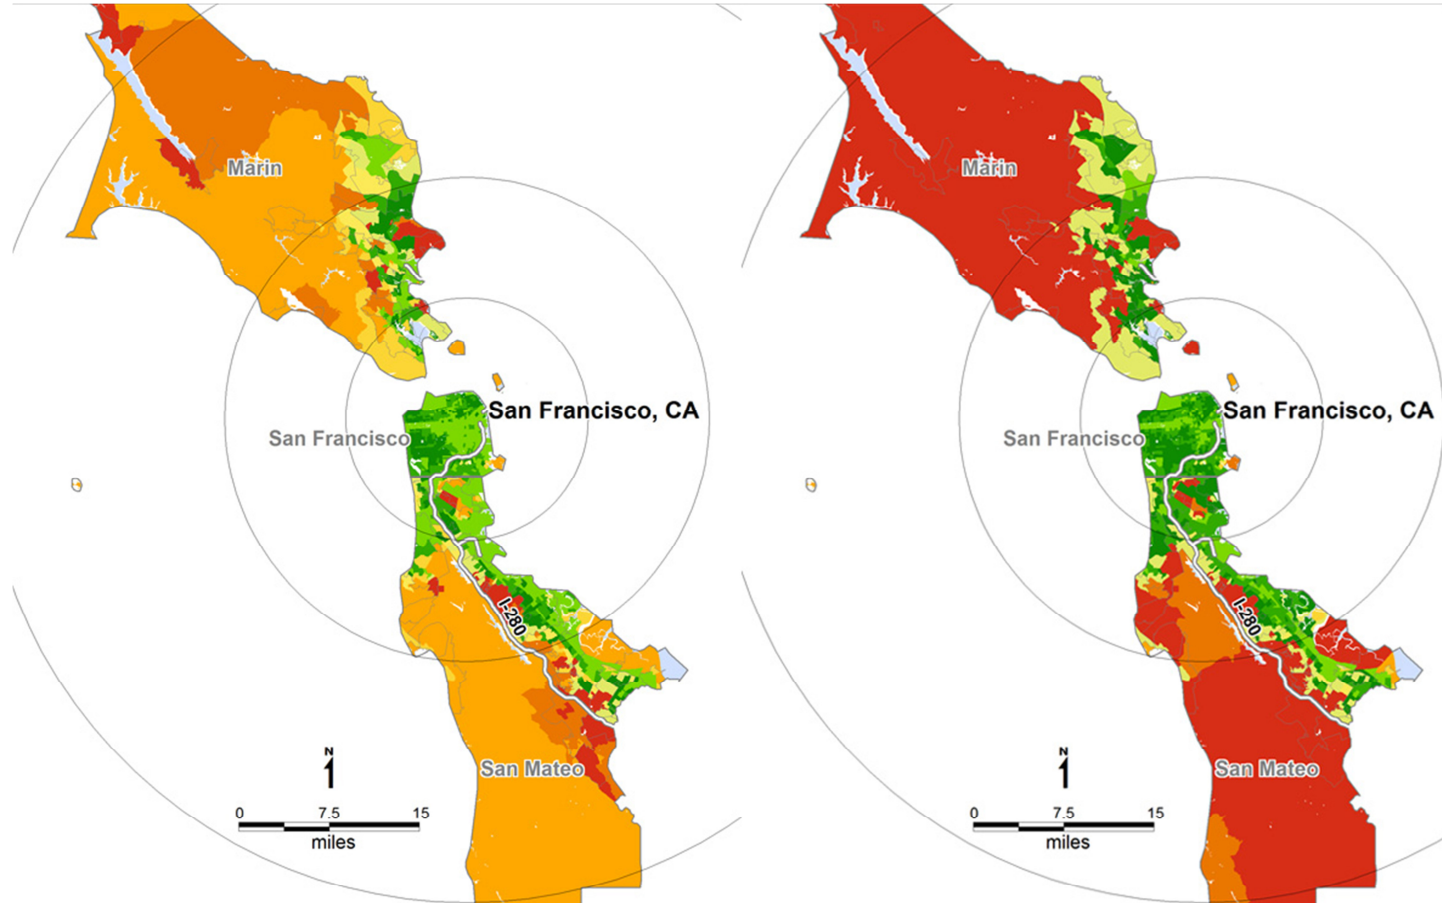 Marin
Marin
San Francisco, CA
San Francisco, CA
San Francisco
San Francisco
I-280
I-280
N
N
San Mateo
San Mateo
0 7.5 15
0 7.5 15
miles
miles